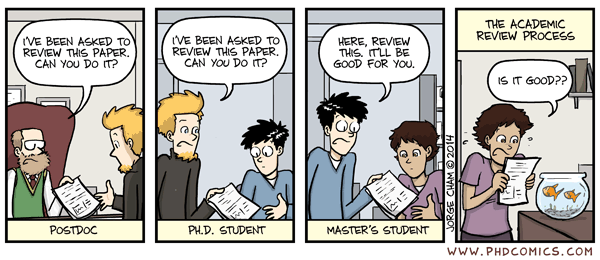 I'VE BEEN ASKED TO
REVIEW THIS PAPER.
CAN YOU DO IT?
POSTDOC
I'VE BEEN ASKED TO
REVIEW THIS PAPER.
CAN YOU DO IT?
PH.D. STUDENT
HERE, REVIEW
THIS. IT'LL BE
GOOD FOR YOU.
MASTER'S STUDENT
JORGE CHAM © 2014
THE ACADEMIC
REVIEW PROCESS
IS IT GOOD??
WWW.PHDCOMICS.COM